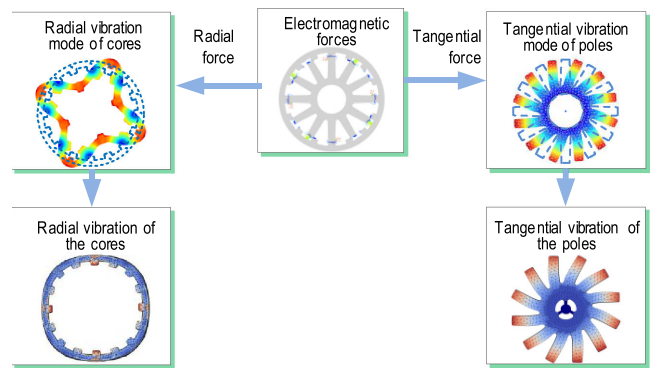 Radial vibration
mode of cores
Radial
force
Electromagnetic
forces
Tangential
force
Tangential vibration
mode of poles
Radial vibration of
the cores
Tangential vibration of
the poles